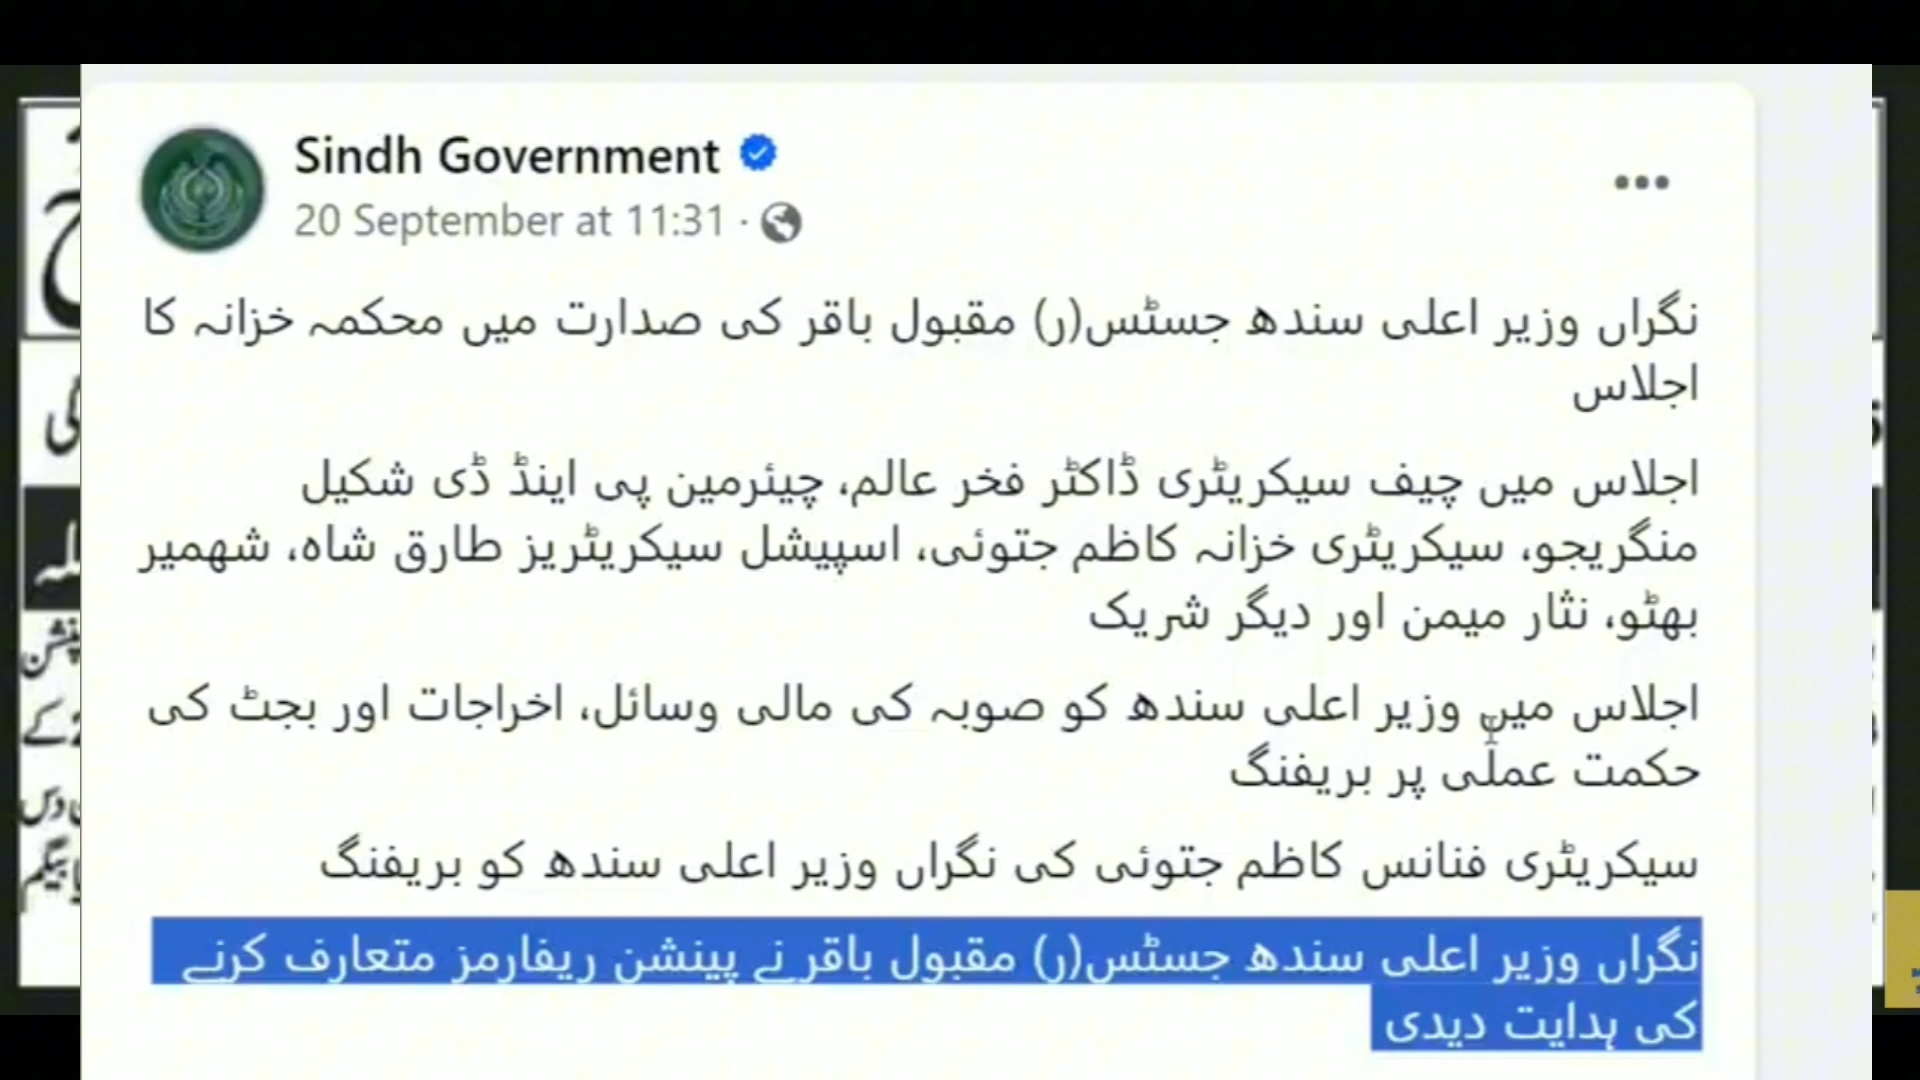 Sindh Government
20 September at 11:31 ·
نگراں وزیر اعلی سندھ جسٹس(ر) مقبول باقر کی صدارت میں محکمہ خزانہ کا
اجلاس
اجلاس میں چیف سیکریٹری ڈاکٹر فخر عالم، چیئرمین پی اینڈ ڈی شکیل
منگریجو، سیکریٹری خزانہ کاظم جتوئی، اسپیشل سیکریٹریز طارق شاہ، شھمیر
بھٹو، نثار میمن اور دیگر شریک
اجلاس میں وزیر اعلی سندھ کو صوبہ کی مالی وسائل، اخراجات اور بجٹ کی
حکمت عملی پر بریفنگ
سیکریٹری فنانس کاظم جتوئی کی نگراں وزیر اعلی سندھ کو بریفنگ
نگراں وزیر اعلی سندھ جسٹس(ر) مقبول باقر نے پینشن ریفارمز متعارف کرنے
کی ہدایت دیدی